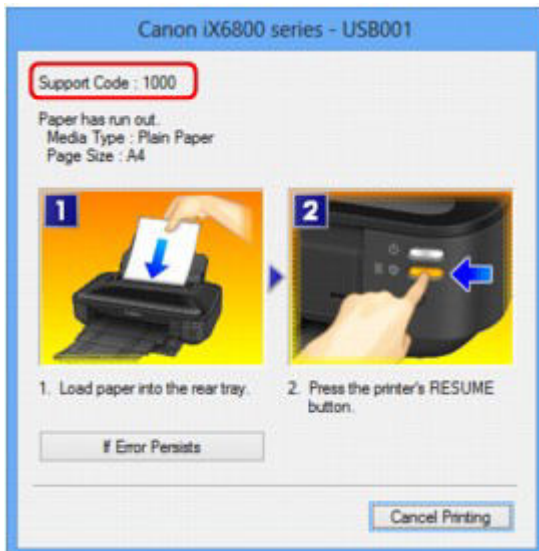 Canon iX6800 series - USB001
Support Code : 1000
Paper has run out.
Media Type : Plain Paper
Page Size : A4
1
2
1. Load paper into the rear tray.
2. Press the printer's RESUME
button.
If Error Persists
Cancel Printing